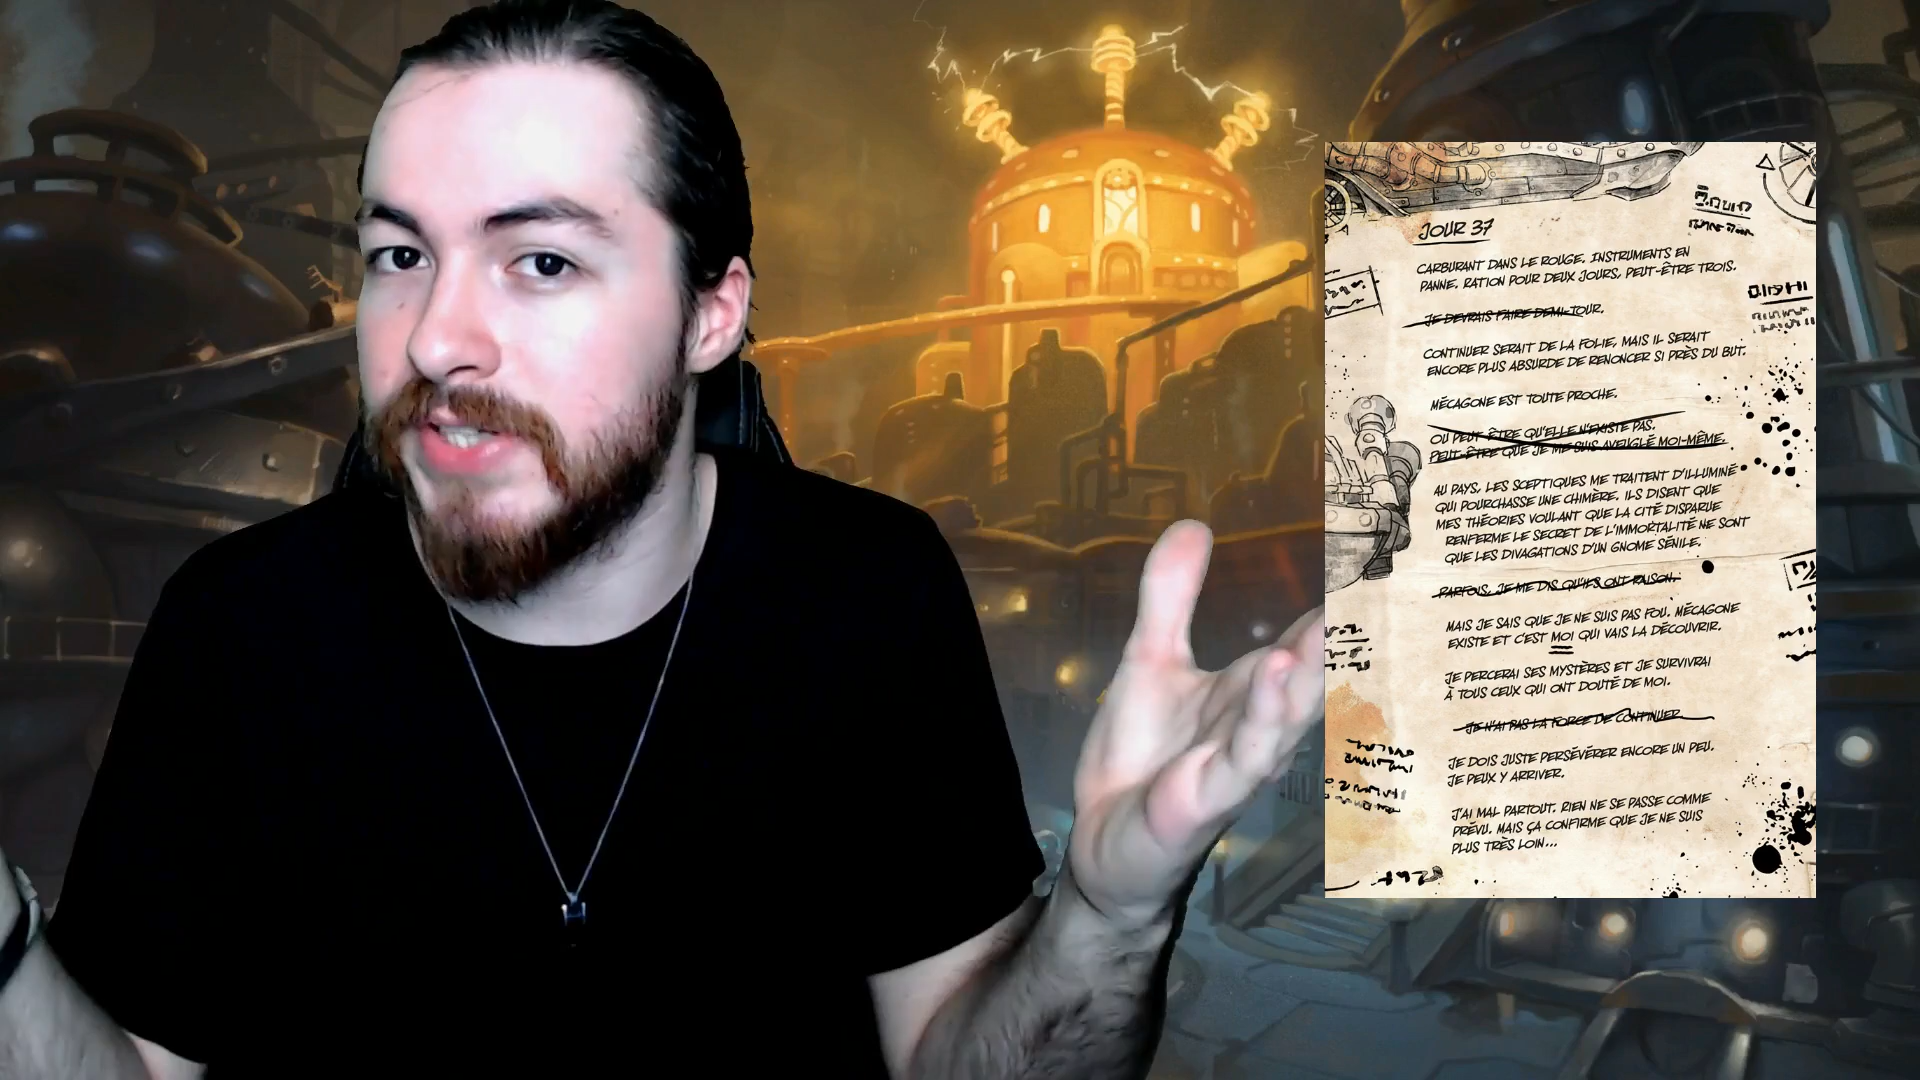 JOUR 37
CARBURANT DANS LE ROUGE. INSTRUMENTS EN
PANNE. RATION POUR DEUX JOURS, PEUT-ÊTRE TROIS.
JE DEVRAIS FAIRE DEMI-TOUR.
CONTINUER SERAIT DE LA FOLIE, MAIS IL SERAIT
ENCORE PLUS ABSURDE DE RENONCER SI PRÈS DU BUT.
MÉCAGONE EST TOUTE PROCHE.
OU PEUT-ÊTRE QU'ELLE N'EXISTE PAS.
PEUT-ÊTRE QUE JE ME SUIS AVEUGLÉ MOI-MÊME.
AU PAYS, LES SCEPTIQUES ME TRAITENT D'ILLUMINÉ
QUI POURCHASSE UNE CHIMÈRE. ILS DISENT QUE
MES THÉORIES VOULANT QUE LA CITÉ DISPARUE
RENFERME LE SECRET DE L'IMMORTALITÉ NE SONT
QUE LES DIVAGATIONS D'UN GNOME SÉNILE.
PARFOIS, JE ME DIS QU'ILS ONT RAISON.
MAIS JE SAIS QUE JE NE SUIS PAS FOU. MÉCAGONE
EXISTE ET C'EST MOI QUI VAIS LA DÉCOUVRIR.
JE PERCERAI SES MYSTÈRES ET JE SURVIVRAI
À TOUS CEUX QUI ONT DOUTÉ DE MOI.
JE N'AI PAS LA FORCE DE CONTINUER
JE DOIS JUSTE PERSÉVÉRER ENCORE UN PEU.
JE PEUX Y ARRIVER.
J'AI MAL PARTOUT. RIEN NE SE PASSE COMME
PRÉVU. MAIS ÇA CONFIRME QUE JE NE SUIS
PLUS TRÈS LOIN...